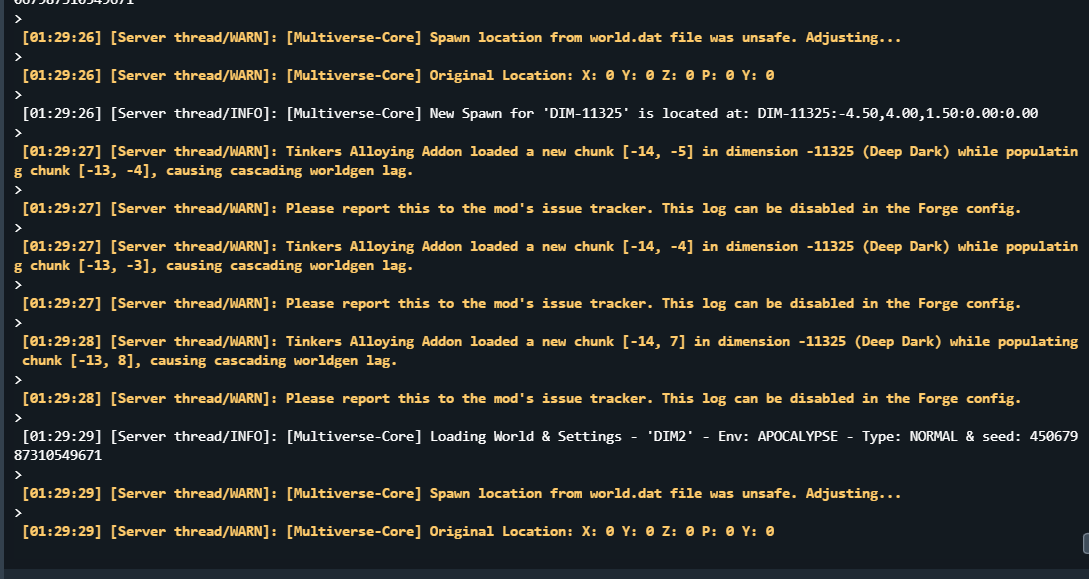 067987310549671
>
[01:29:26] [Server thread/WARN]: [Multiverse-Core] Spawn location from world.dat file was unsafe. Adjusting...
>
[01:29:26] [Server thread/WARN]: [Multiverse-Core] Original Location: X: 0 Y: 0 Z: 0 P: 0 Y: 0
>
[01:29:26] [Server thread/INFO]: [Multiverse-Core] New Spawn for 'DIM-11325' is located at: DIM-11325:-4.50,4.00,1.50:0.00:0.00
>
[01:29:27] [Server thread/WARN]: Tinkers Alloying Addon loaded a new chunk [-14, -5] in dimension -11325 (Deep Dark) while populatin
g chunk [-13, -4], causing cascading worldgen lag.
>
[01:29:27] [Server thread/WARN]: Please report this to the mod's issue tracker. This log can be disabled in the Forge config.
>
[01:29:27] [Server thread/WARN]: Tinkers Alloying Addon loaded a new chunk [-14, -4] in dimension -11325 (Deep Dark) while populatin
g chunk [-13, -3], causing cascading worldgen lag.
>
[01:29:27] [Server thread/WARN]: Please report this to the mod's issue tracker. This log can be disabled in the Forge config.
>
[01:29:28] [Server thread/WARN]: Tinkers Alloying Addon loaded a new chunk [-14, 7] in dimension -11325 (Deep Dark) while populating
chunk [-13, 8], causing cascading worldgen lag.
>
[01:29:28] [Server thread/WARN]: Please report this to the mod's issue tracker. This log can be disabled in the Forge config.
>
[01:29:29] [Server thread/INFO]: [Multiverse-Core] Loading World & Settings - 'DIM2' - Env: APOCALYPSE - Type: NORMAL & seed: 450679
87310549671
>
[01:29:29] [Server thread/WARN]: [Multiverse-Core] Spawn location from world.dat file was unsafe. Adjusting...
>
[01:29:29] [Server thread/WARN]: [Multiverse-Core] Original Location: X: 0 Y: 0 Z: 0 P: 0 Y: 0